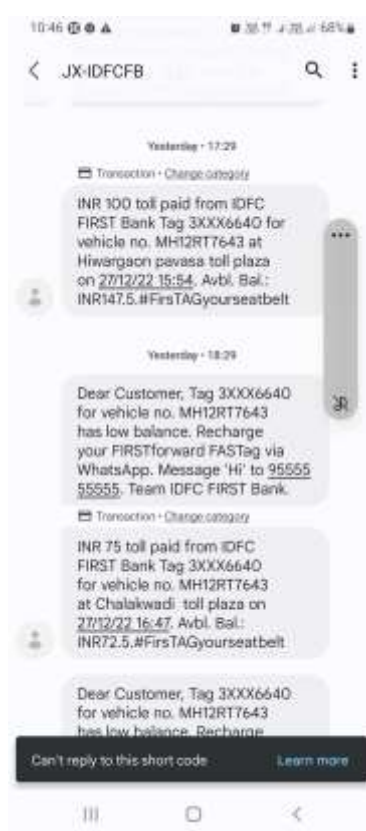 10:46
68%
JX-IDFCFB
Yesterday • 17:29
Transaction • Change category
INR 100 toll paid from IDFC
FIRST Bank Tag 3XXX6640 for
vehicle no. MH12RT7643 at
Hiwargaon pavasa toll plaza
on 27/12/22 15:54. Avbl. Bal.:
INR147.5.#FirsTAGyourseatbelt
Yesterday • 18:29
Dear Customer, Tag 3XXX6640
for vehicle no. MH12RT7643
has low balance. Recharge
your FIRSTforward FASTag via
WhatsApp. Message 'Hi' to 95555
55555. Team IDFC FIRST Bank.
Transaction • Change category
INR 75 toll paid from IDFC
FIRST Bank Tag 3XXX6640
for vehicle no. MH12RT7643
at Chalakwadi toll plaza on
27/12/22 16:47. Avbl. Bal.:
INR72.5.#FirsTAGyourseatbelt
Dear Customer, Tag 3XXX6640
for vehicle no. MH12RT7643
has low balance. Recharge
Can't reply to this short code
Learn more